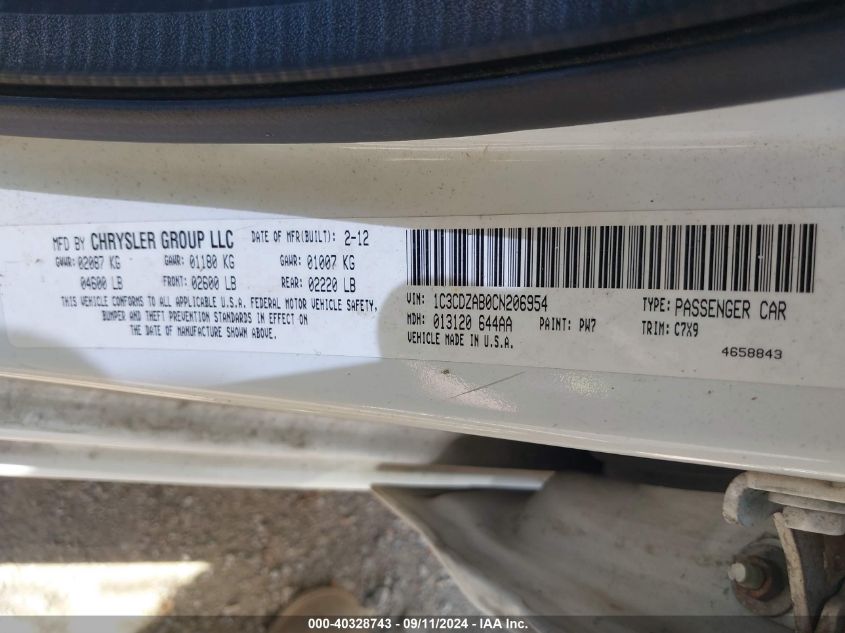 MFD BY CHRYSLER GROUP LLC DATE OF MFR(BUILT): 2-12
GVWR: 02087 KG GAWR: 01180 KG GAWR: 01007 KG
04600 LB FRONT: 02600 LB REAR: 02220 LB
THIS VEHICLE CONFORMS TO ALL APPLICABLE U.S.A. FEDERAL MOTOR VEHICLE SAFETY,
BUMPER AND THEFT PREVENTION STANDARDS IN EFFECT ON
THE DATE OF MANUFACTURE SHOWN ABOVE.
VIN: 1C3CDZAB0CN206954 TYPE: PASSENGER CAR
MDH: 013120 644AA PAINT: PW7 TRIM: C7X9
VEHICLE MADE IN U.S.A.
4658843
000-40328743 - 09/11/2024 - IAA Inc.